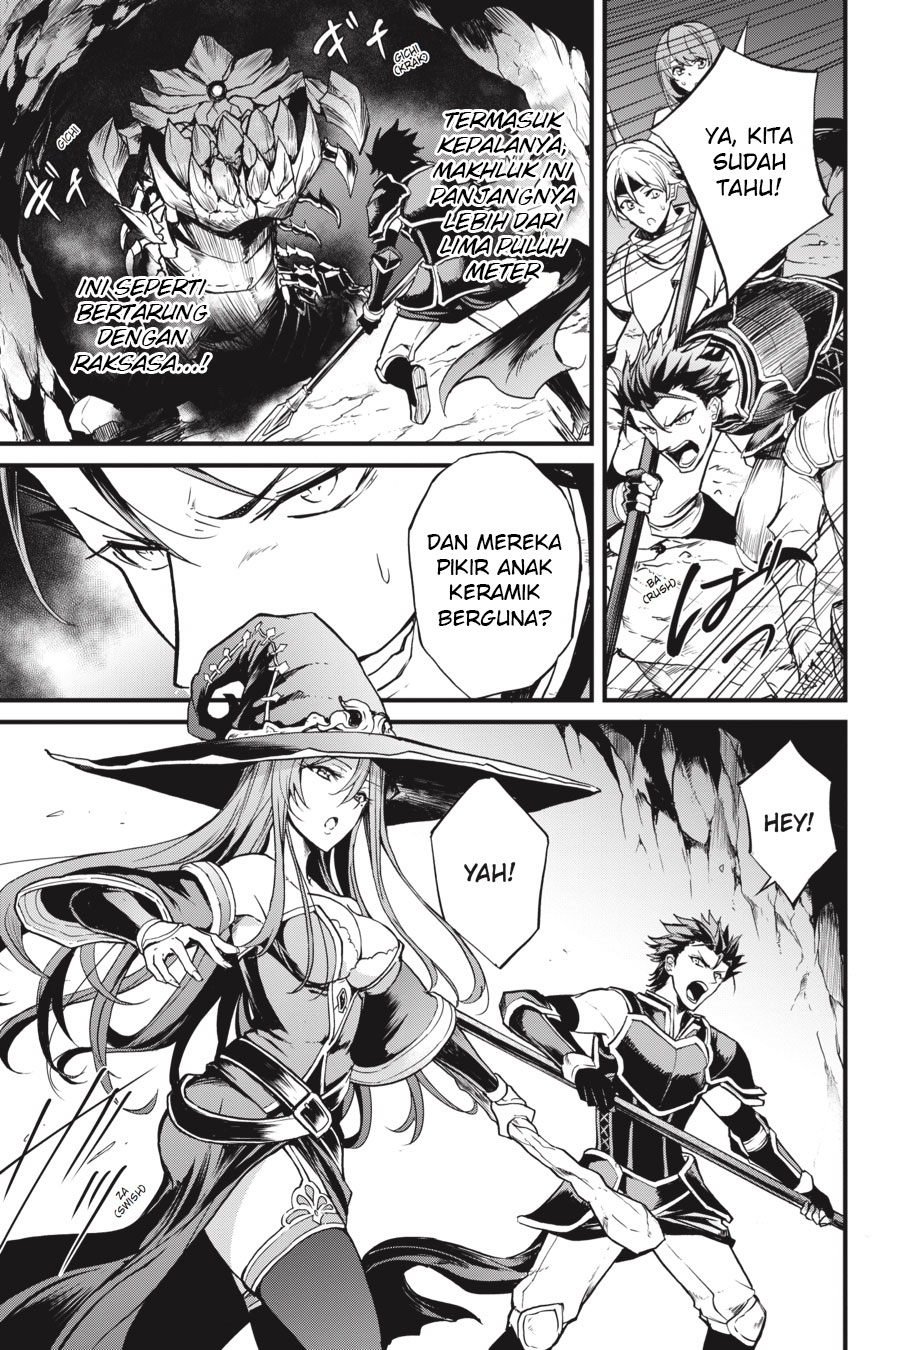 YA, KITA
SUDAH
TAHU!
BA
(RUSH)
ばっ
TERMASUK
KEPALANYA,
MAKHLUK INI
PANJANGNYA
LEBIH DARI
LIMA PULUH
METER
ギギ
GICHI
(KRAK)
GICHI
INI SEPERTI
BERTARUNG
DENGAN
RAKSASA...!
DAN MEREKA
PIKIR ANAK
KERAMIK
BERGUNA?
HEY!
YAH!
ZA
(SWISH)